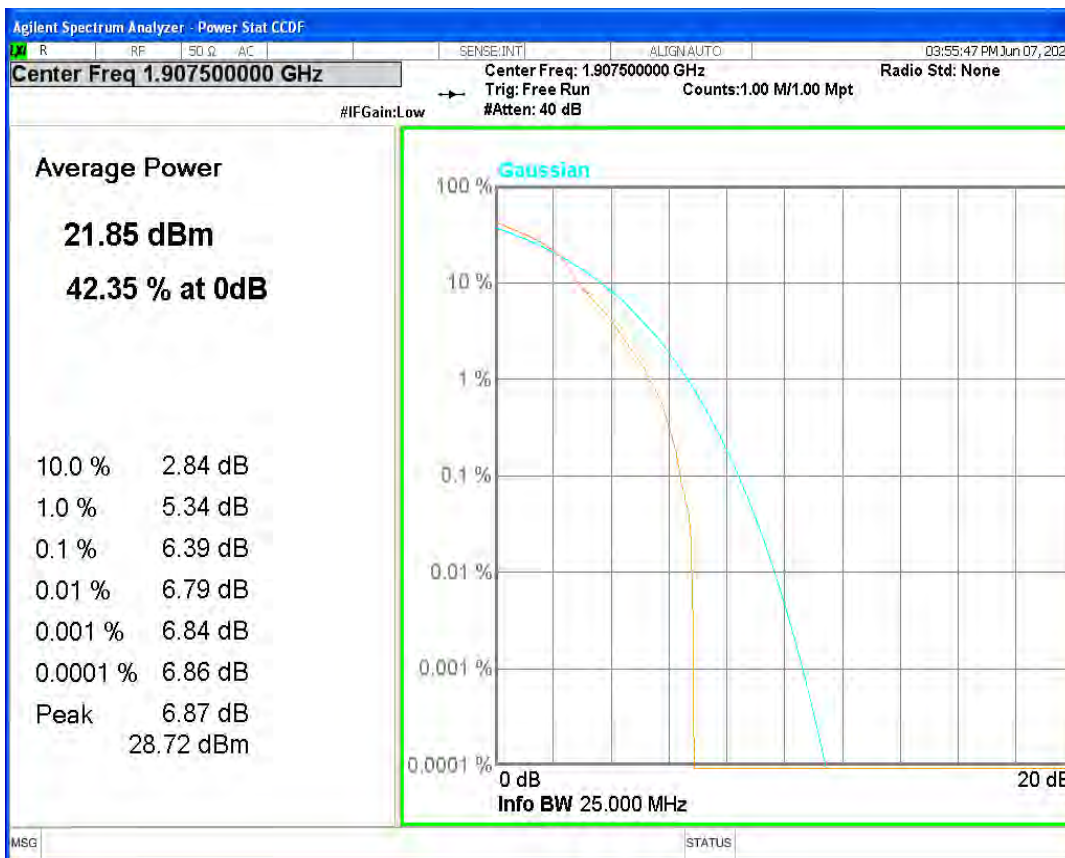 Agilent Spectrum Analyzer - Power Stat CCDF
LXI R RF 50 Ω AC SENSE:INT ALIGN AUTO 03:55:47 PM Jun 07, 202
Center Freq 1.907500000 GHz
Center Freq: 1.907500000 GHz Radio Std: None
Trig: Free Run Counts:1.00 M/1.00 Mpt
#IFGain:Low #Atten: 40 dB
Average Power
21.85 dBm
42.35 % at 0dB
10.0 % 2.84 dB
1.0 % 5.34 dB
0.1 % 6.39 dB
0.01 % 6.79 dB
0.001 % 6.84 dB
0.0001 % 6.86 dB
Peak 6.87 dB
28.72 dBm
Gaussian
100 %
10 %
1 %
0.1 %
0.01 %
0.001 %
0.0001 %
0 dB 20 dB
Info BW 25.000 MHz
MSG STATUS